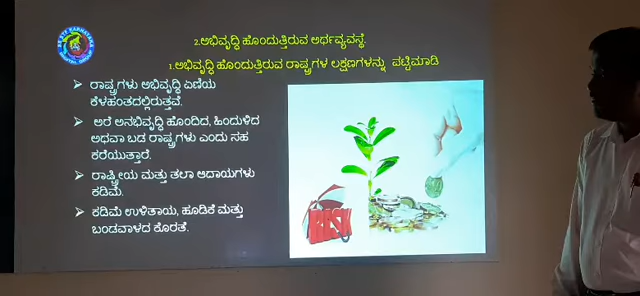 2.ಅಭಿವೃದ್ಧಿ ಹೊಂದುತ್ತಿರುವ ಅರ್ಥವ್ಯವಸ್ಥೆ.
1.ಅಭಿವೃದ್ಧಿ ಹೊಂದುತ್ತಿರುವ ರಾಷ್ಟ್ರಗಳ ಲಕ್ಷಣಗಳನ್ನು ಪಟ್ಟಿಮಾಡಿ
ರಾಷ್ಟ್ರಗಳು ಅಭಿವೃದ್ಧಿ ಏಣಿಯ
ಕೆಳಹಂತದಲ್ಲಿರುತ್ತವೆ.
ಅರೆ ಅನಭಿವೃದ್ಧಿ ಹೊಂದಿದ, ಹಿಂದುಳಿದ
ಅಥವಾ ಬಡ ರಾಷ್ಟ್ರಗಳು ಎಂದು ಸಹ
ಕರೆಯುತ್ತಾರೆ.
ರಾಷ್ಟ್ರೀಯ ಮತ್ತು ತಲಾ ಆದಾಯಗಳು
ಕಡಿಮೆ.
ಕಡಿಮೆ ಉಳಿತಾಯ, ಹೂಡಿಕೆ ಮತ್ತು
ಬಂಡವಾಳದ ಕೊರತೆ.
RISK